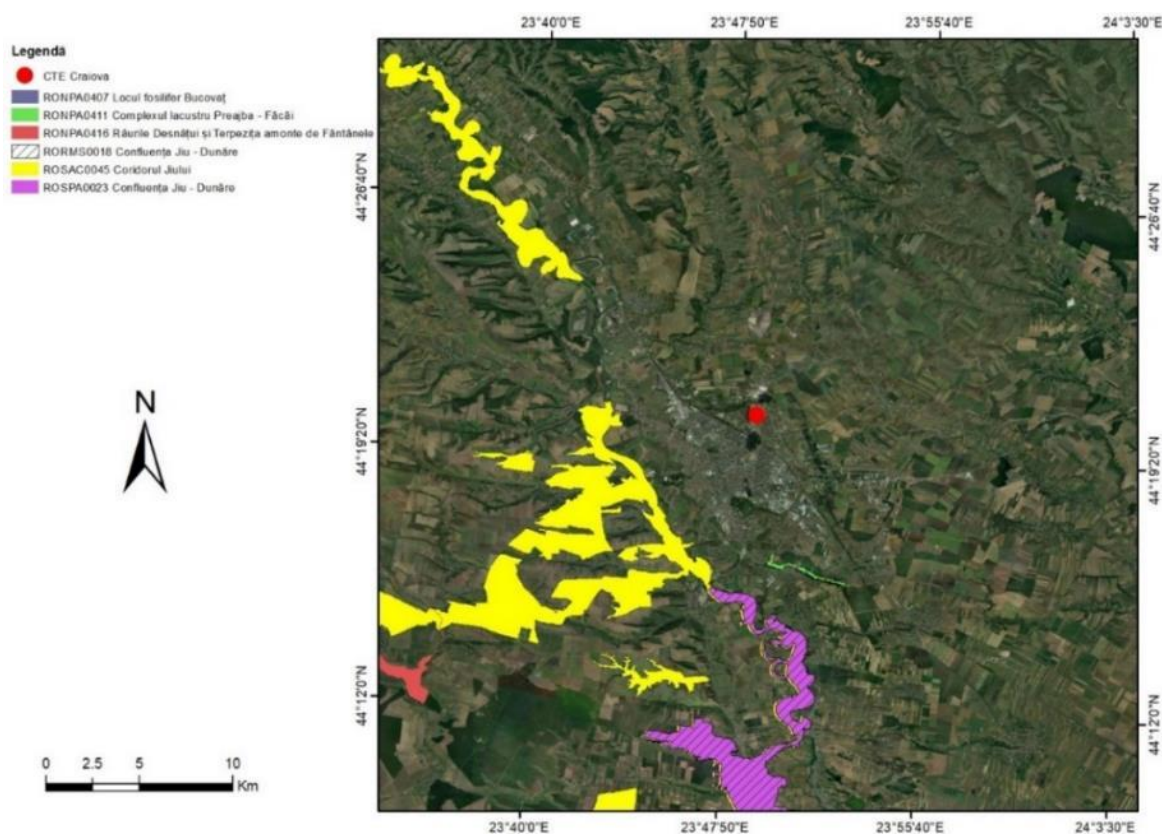 23°40'0"E 23°47'50"E 23°55'40"E 24°3'30"E
Legendă
CTE Craiova
RONPA0407 Locul fosilifer Bucovaț
RONPA0411 Complexul lacustru Preajba - Făcăi
RONPA0416 Râurile Desnățui și Terpezița amonte de Fântânele
RORMS0018 Confluența Jiu - Dunăre
ROSAC0045 Coridorul Jiului
ROSPA0023 Confluența Jiu - Dunăre
44°26'40"N
44°26'40"N
N
44°19'20"N
44°19'20"N
44°12'0"N
44°12'0"N
0 2.5 5 10
Km
23°40'0"E 23°47'50"E 23°55'40"E 24°3'30"E